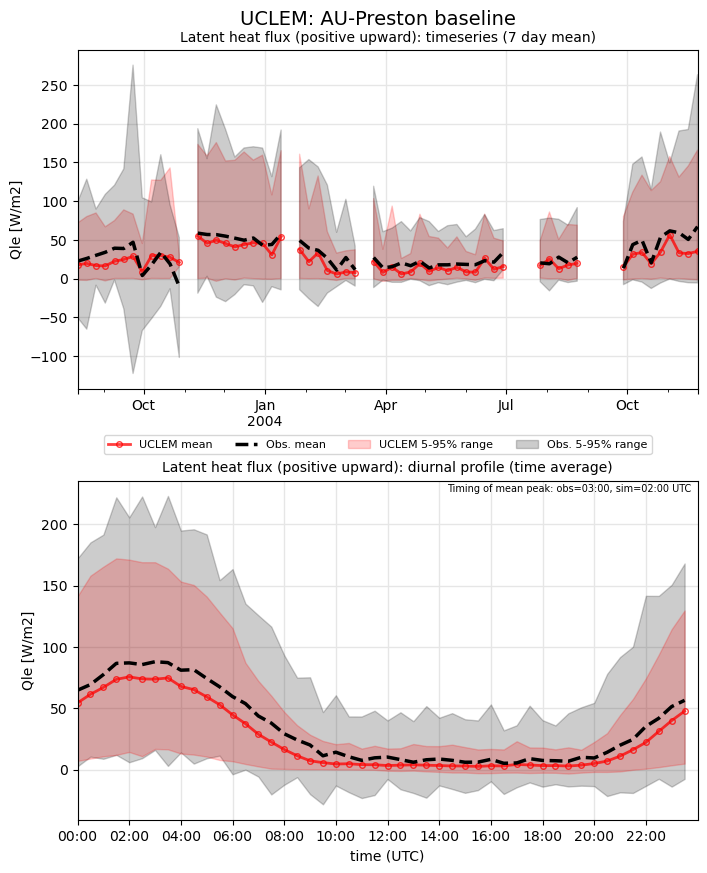 UCLEM: AU-Preston baseline
Latent heat flux (positive upward): timeseries (7 day mean)
Qle [W/m2]
250
200
150
100
50
0
−50
−100
Oct
Jan
2004
Apr
Jul
Oct
UCLEM mean
Obs. mean
UCLEM 5-95% range
Obs. 5-95% range
Latent heat flux (positive upward): diurnal profile (time average)
Timing of mean peak: obs=03:00, sim=02:00 UTC
Qle [W/m2]
200
150
100
50
0
00:00
02:00
04:00
06:00
08:00
10:00
12:00
14:00
16:00
18:00
20:00
22:00
time (UTC)